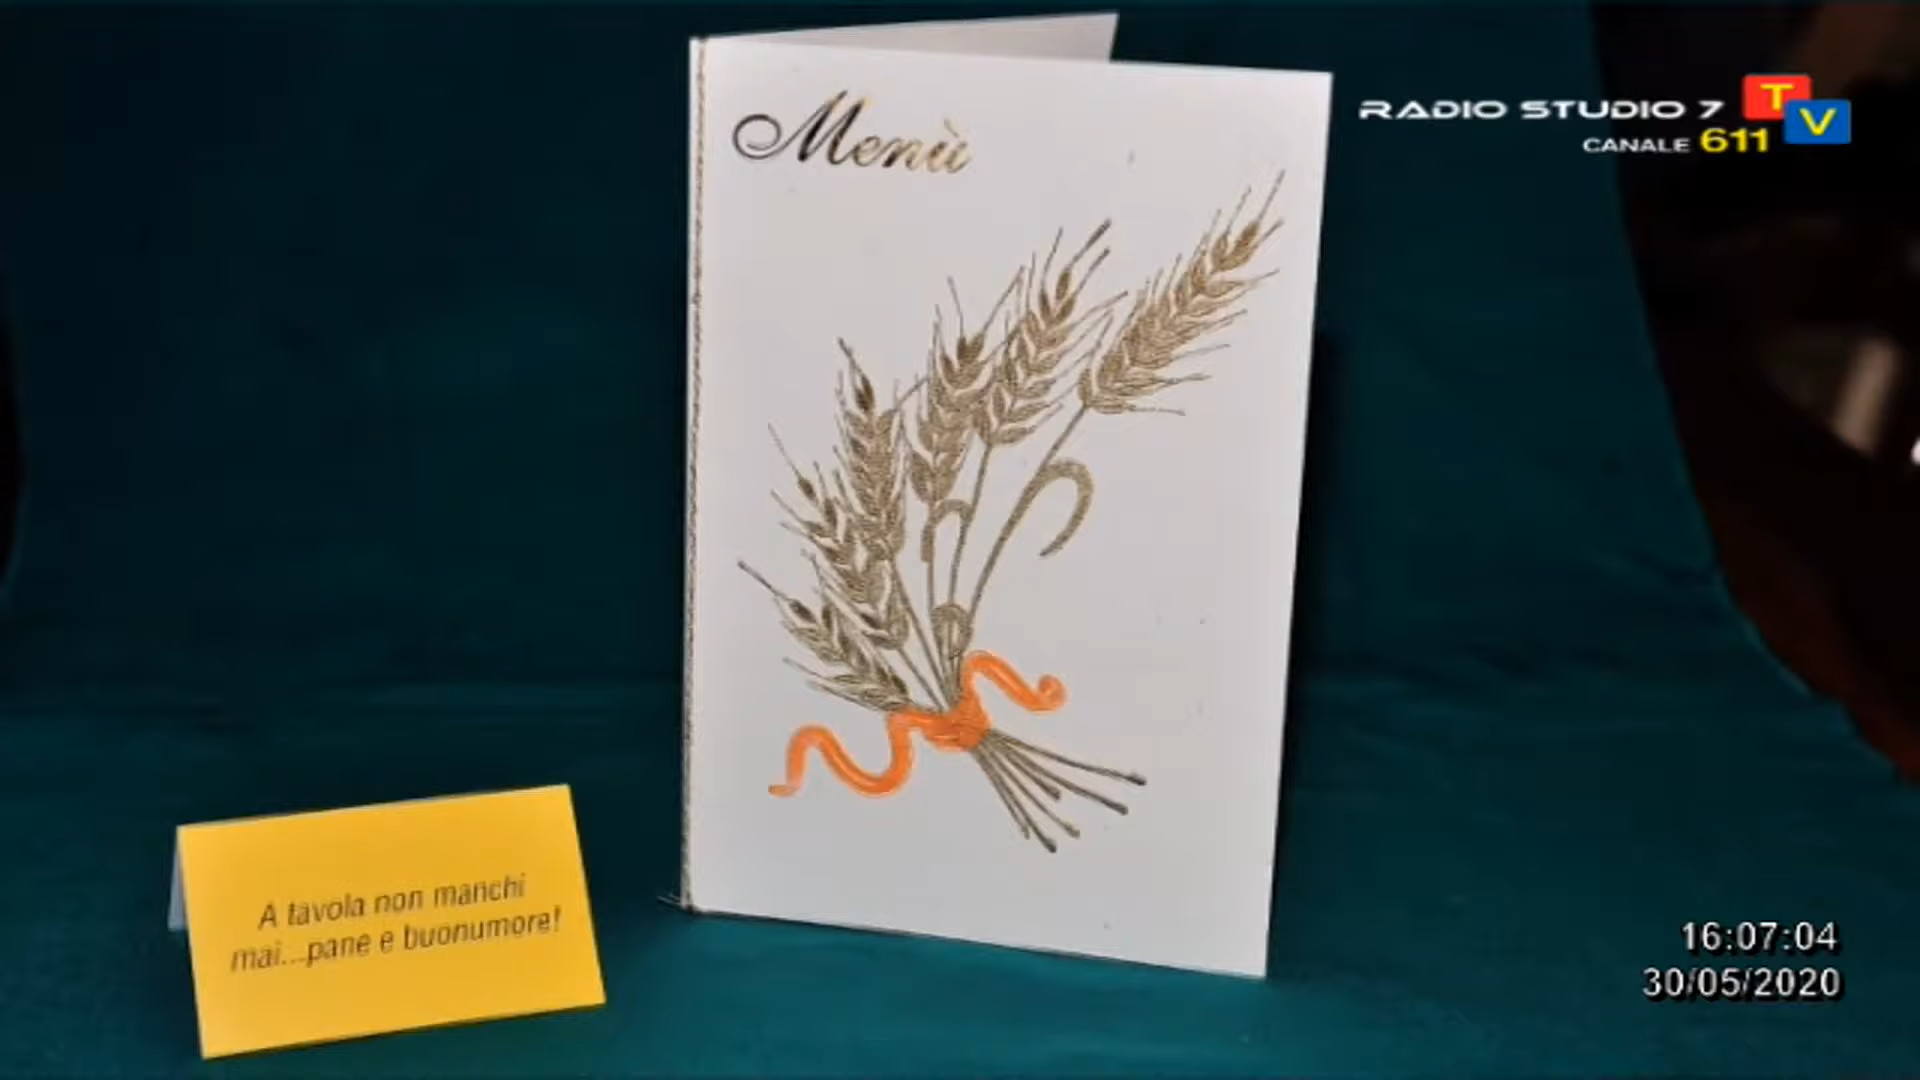 Menù
RADIO STUDIO 7 TV
CANALE 611
A tavola non manchi
mai...pane e buonumore!
16:07:04
30/05/2020